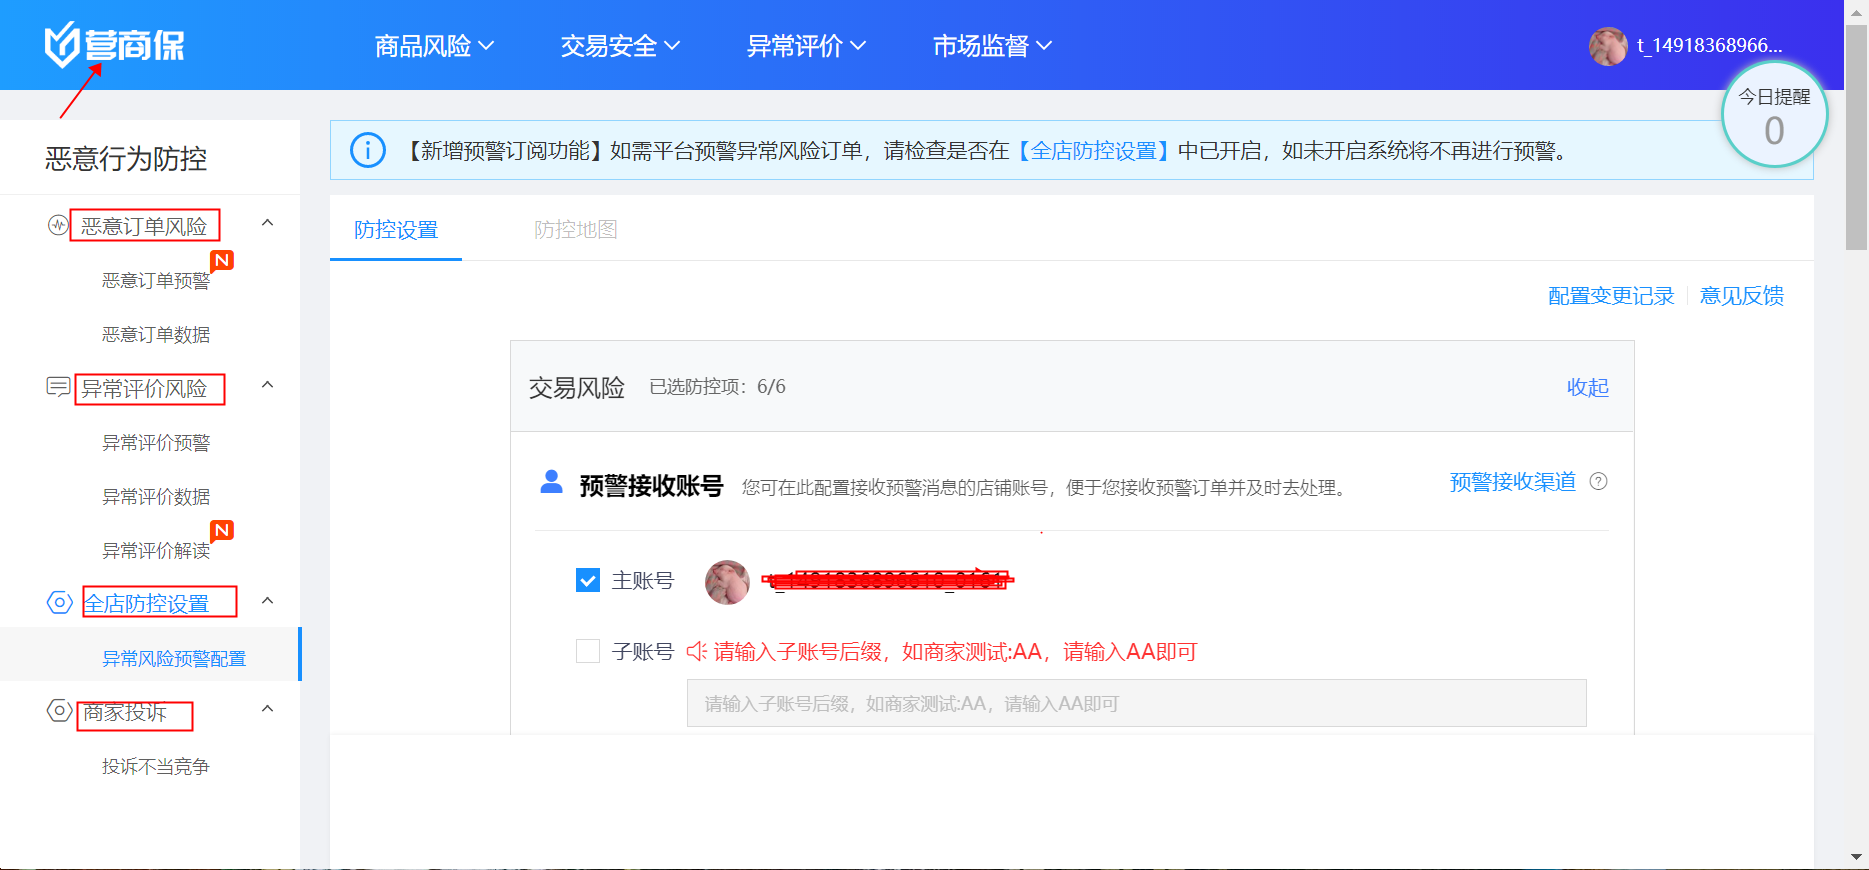 营商保
商品风险
交易安全
异常评价
市场监督
t_14918368966...
今日提醒
0
恶意行为防控
恶意订单风险
恶意订单预警
N
恶意订单数据
异常评价风险
异常评价预警
异常评价数据
异常评价解读
N
全店防控设置
异常风险预警配置
商家投诉
投诉不当竞争
【新增预警订阅功能】如需平台预警异常风险订单，请检查是否在【全店防控设置】中已开启，如未开启系统将不再进行预警。
防控设置
防控地图
配置变更记录
意见反馈
交易风险 已选防控项：6/6
收起
预警接收账号 您可在此配置接收预警消息的店铺账号，便于您接收预警订单并及时去处理。
预警接收渠道 ?
主账号
子账号 请输入子账号后缀，如商家测试:AA，请输入AA即可
请输入子账号后缀，如商家测试:AA，请输入AA即可